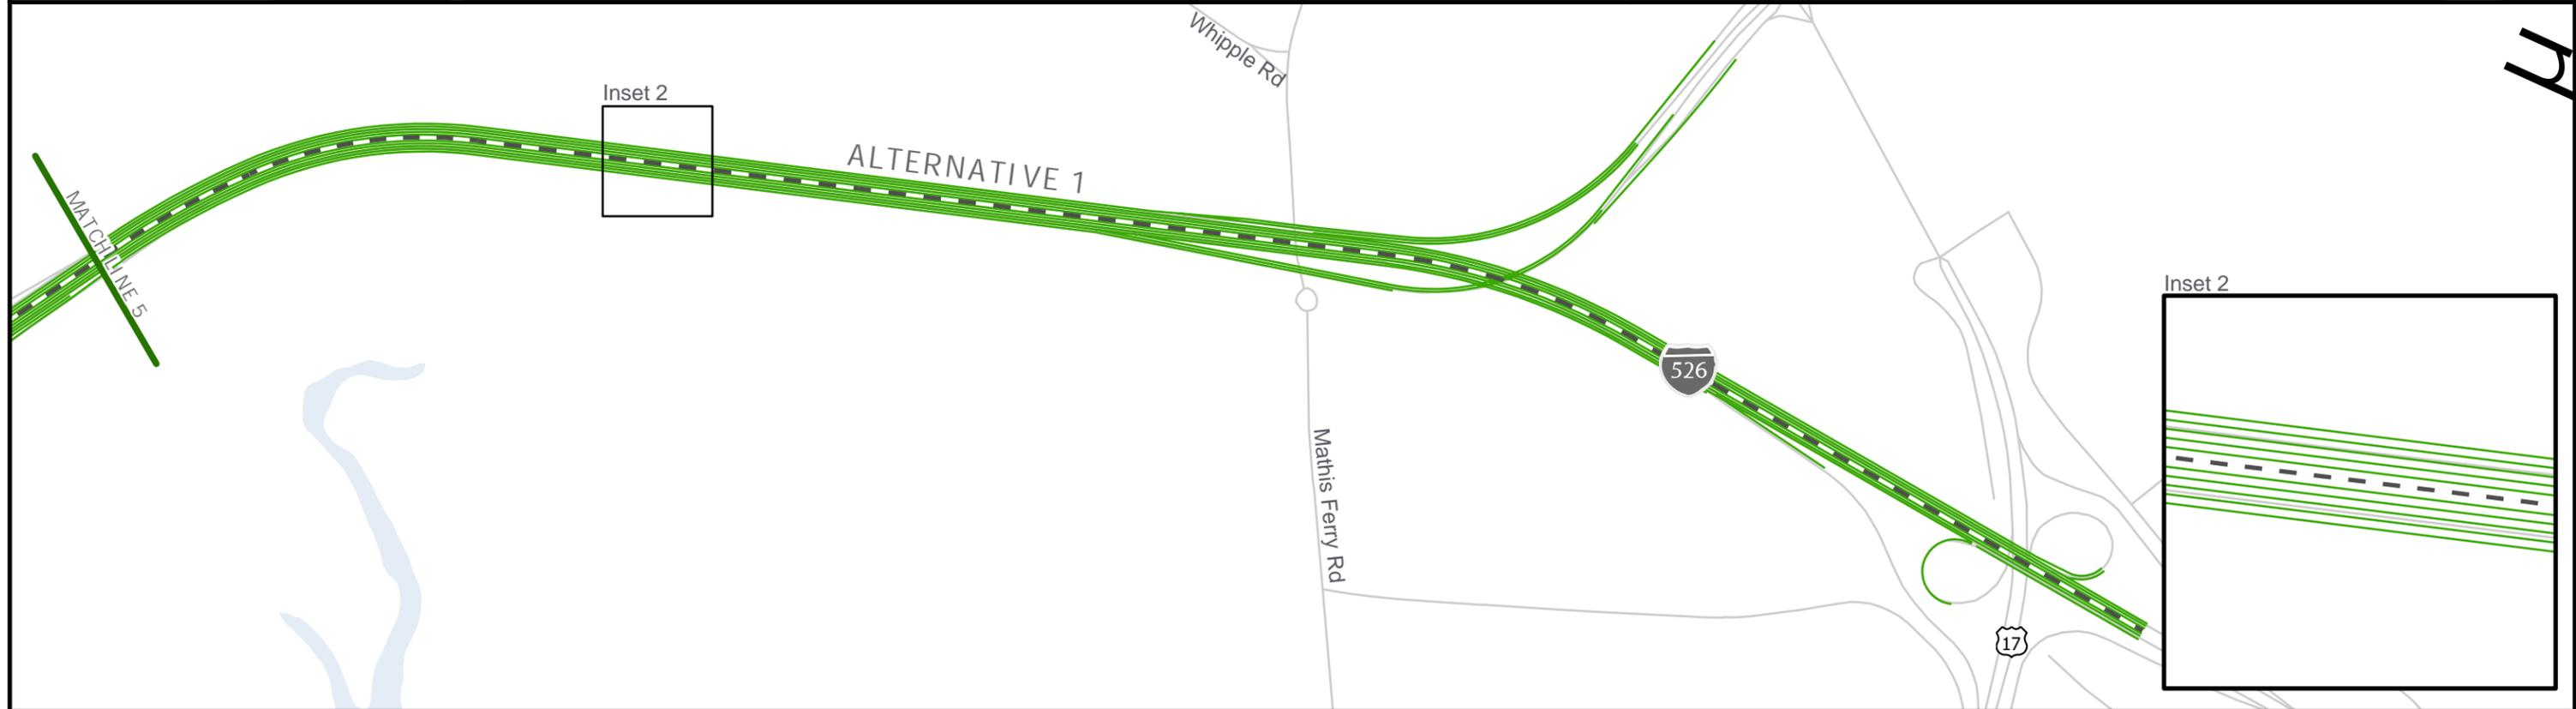 Whipple Rd
Inset 2
ALTERNATIVE 1
MATCHLINE 5
Inset 2
526
Mathis Ferry Rd
17